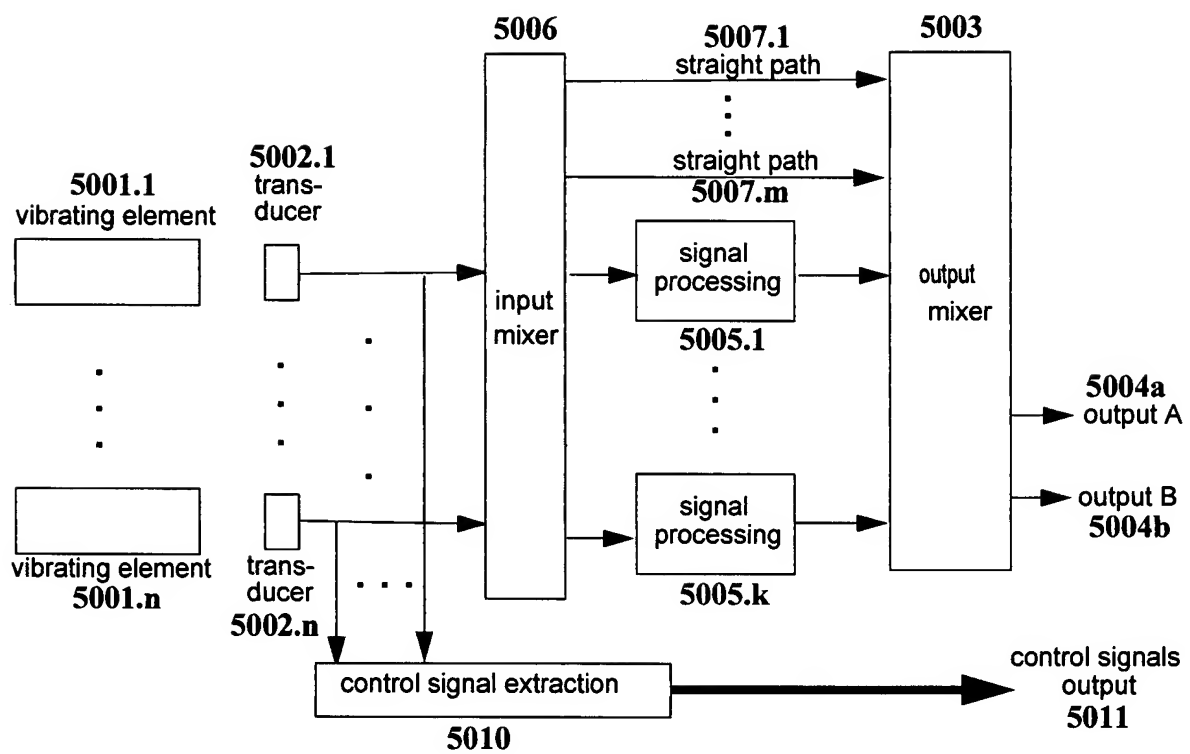 5006
5007.1
straight path
5003
straight path
5007.m
5002.1
trans-
ducer
5001.1
vibrating element
signal
processing
5005.1
input
mixer
output
mixer
5004a
output A
output B
5004b
signal
processing
5005.k
vibrating element
5001.n
trans-
ducer
5002.n
control signal extraction
5010
control signals
output
5011